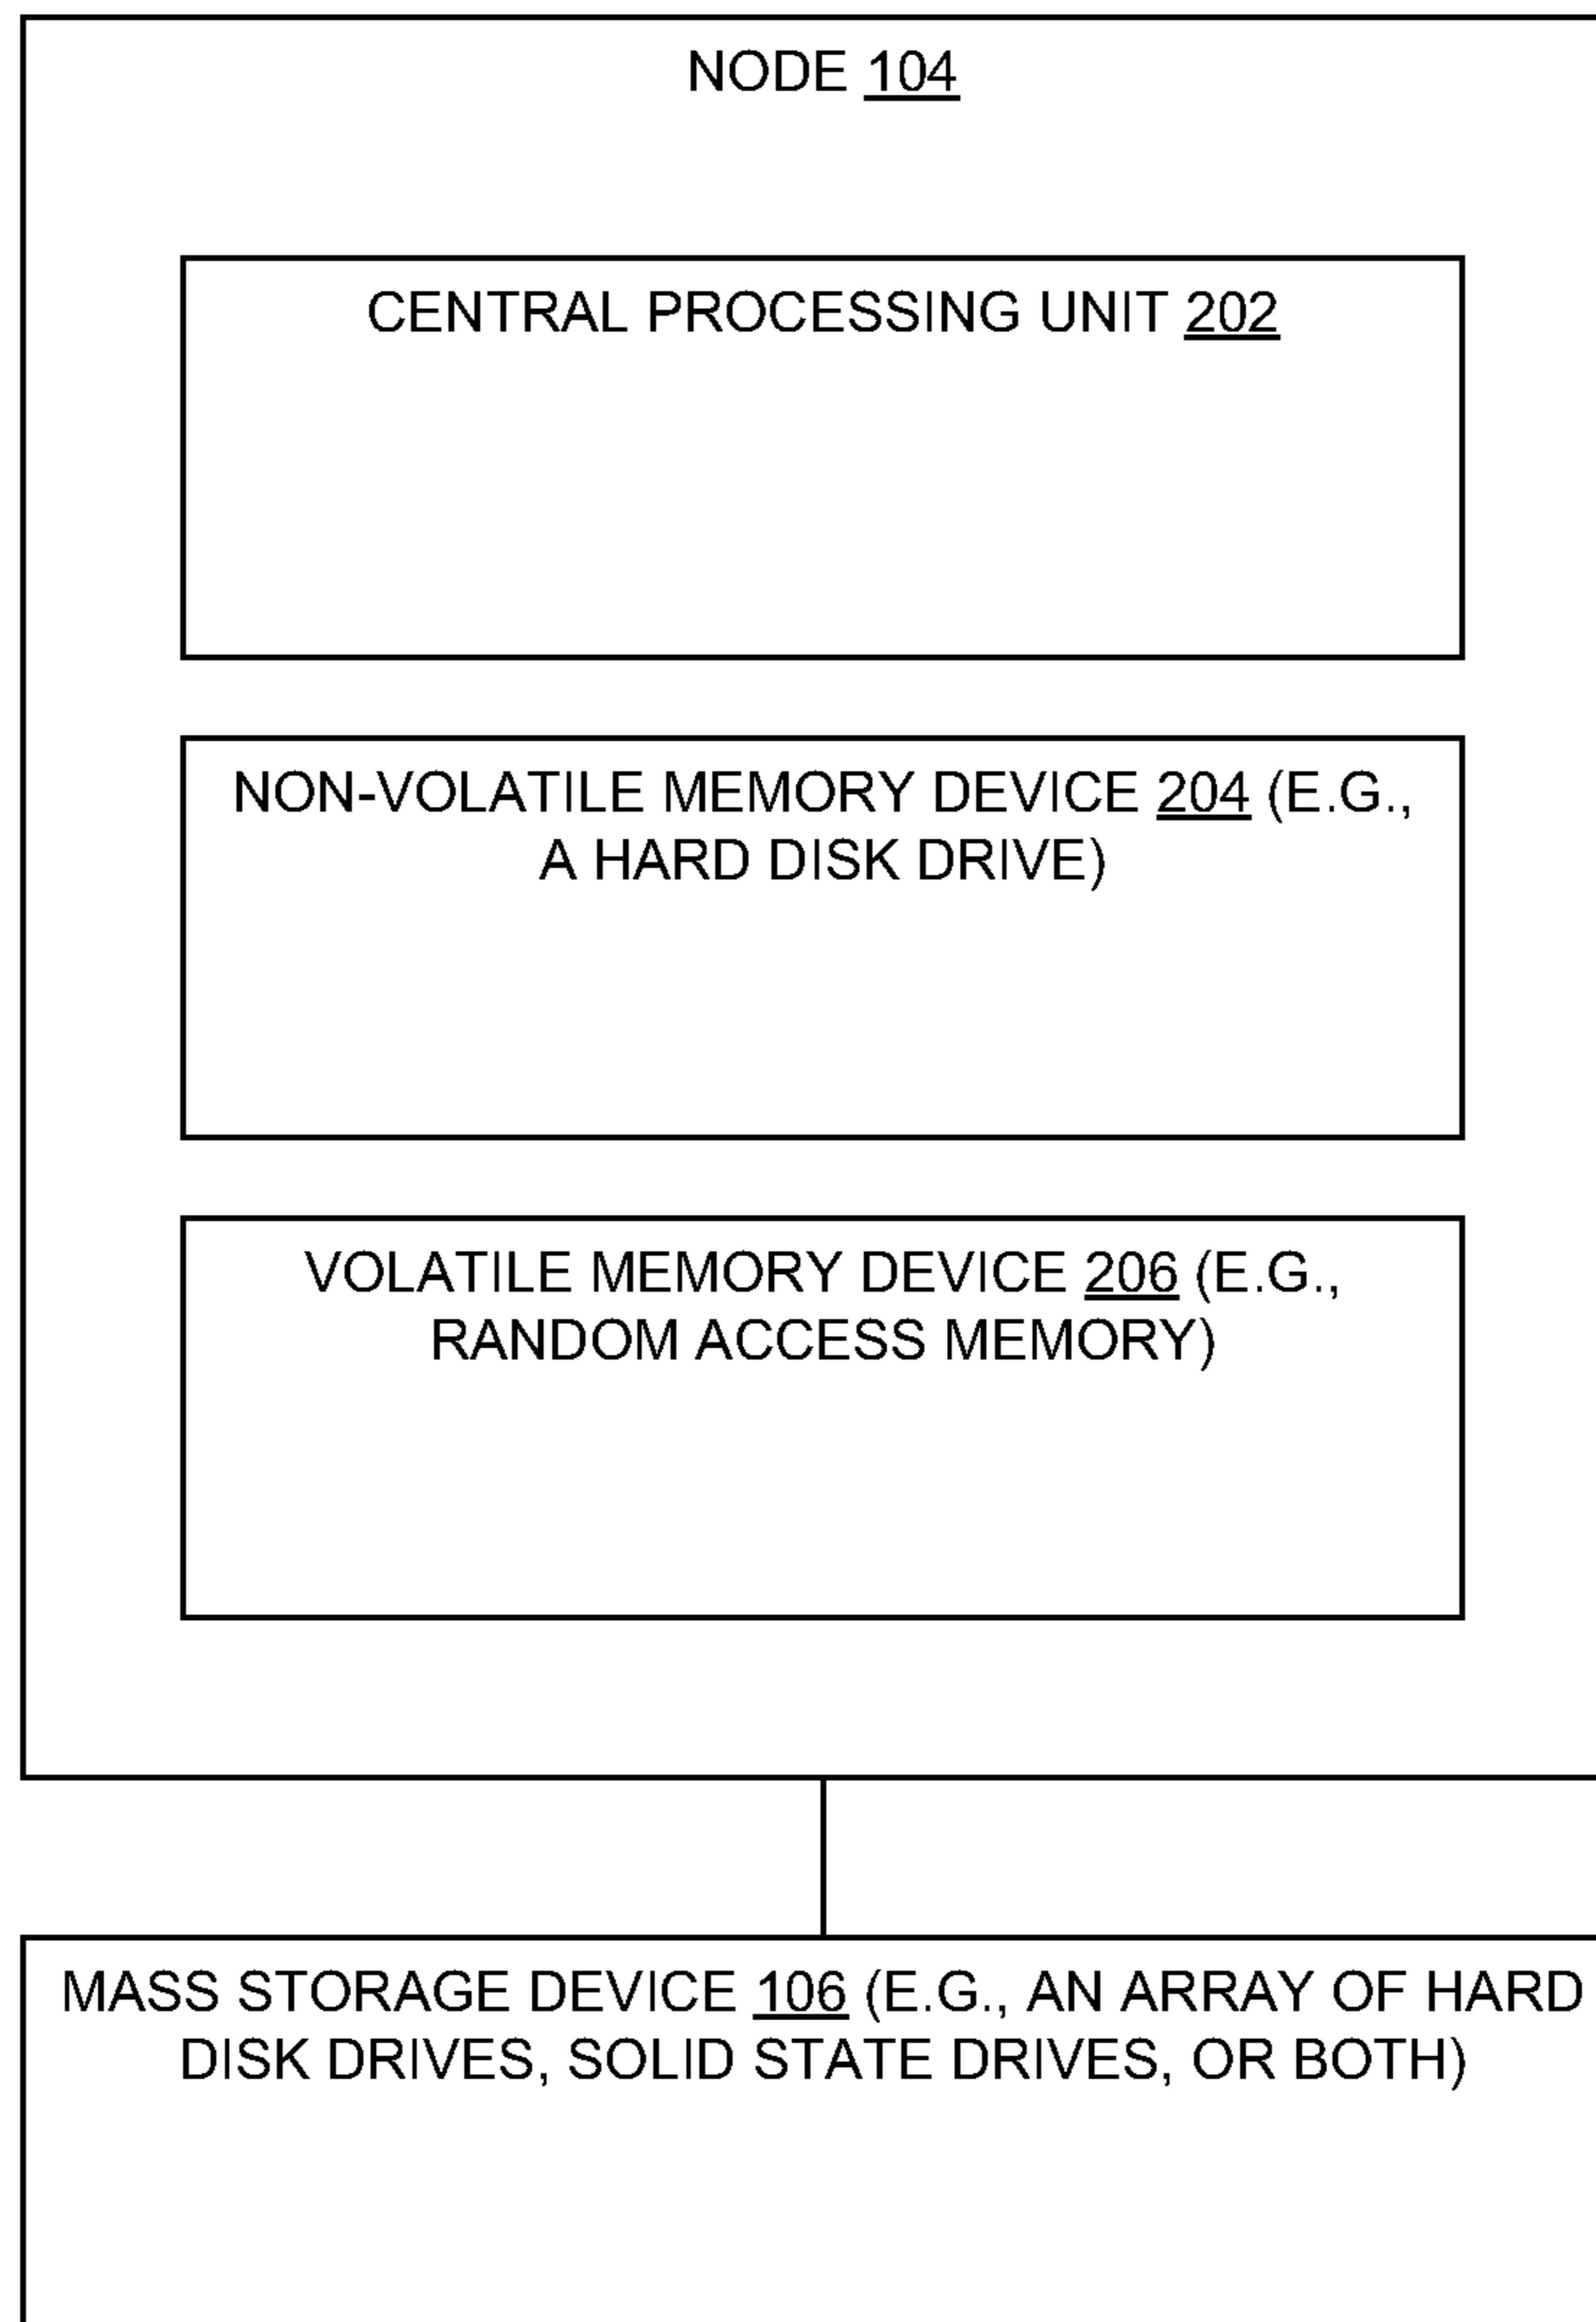 NODE 104
CENTRAL PROCESSING UNIT 202
NON-VOLATILE MEMORY DEVICE 204 (E.G.,
A HARD DISK DRIVE)
VOLATILE MEMORY DEVICE 206 (E.G.,
RANDOM ACCESS MEMORY)
MASS STORAGE DEVICE 106 (E.G., AN ARRAY OF HARD
DISK DRIVES, SOLID STATE DRIVES, OR BOTH)